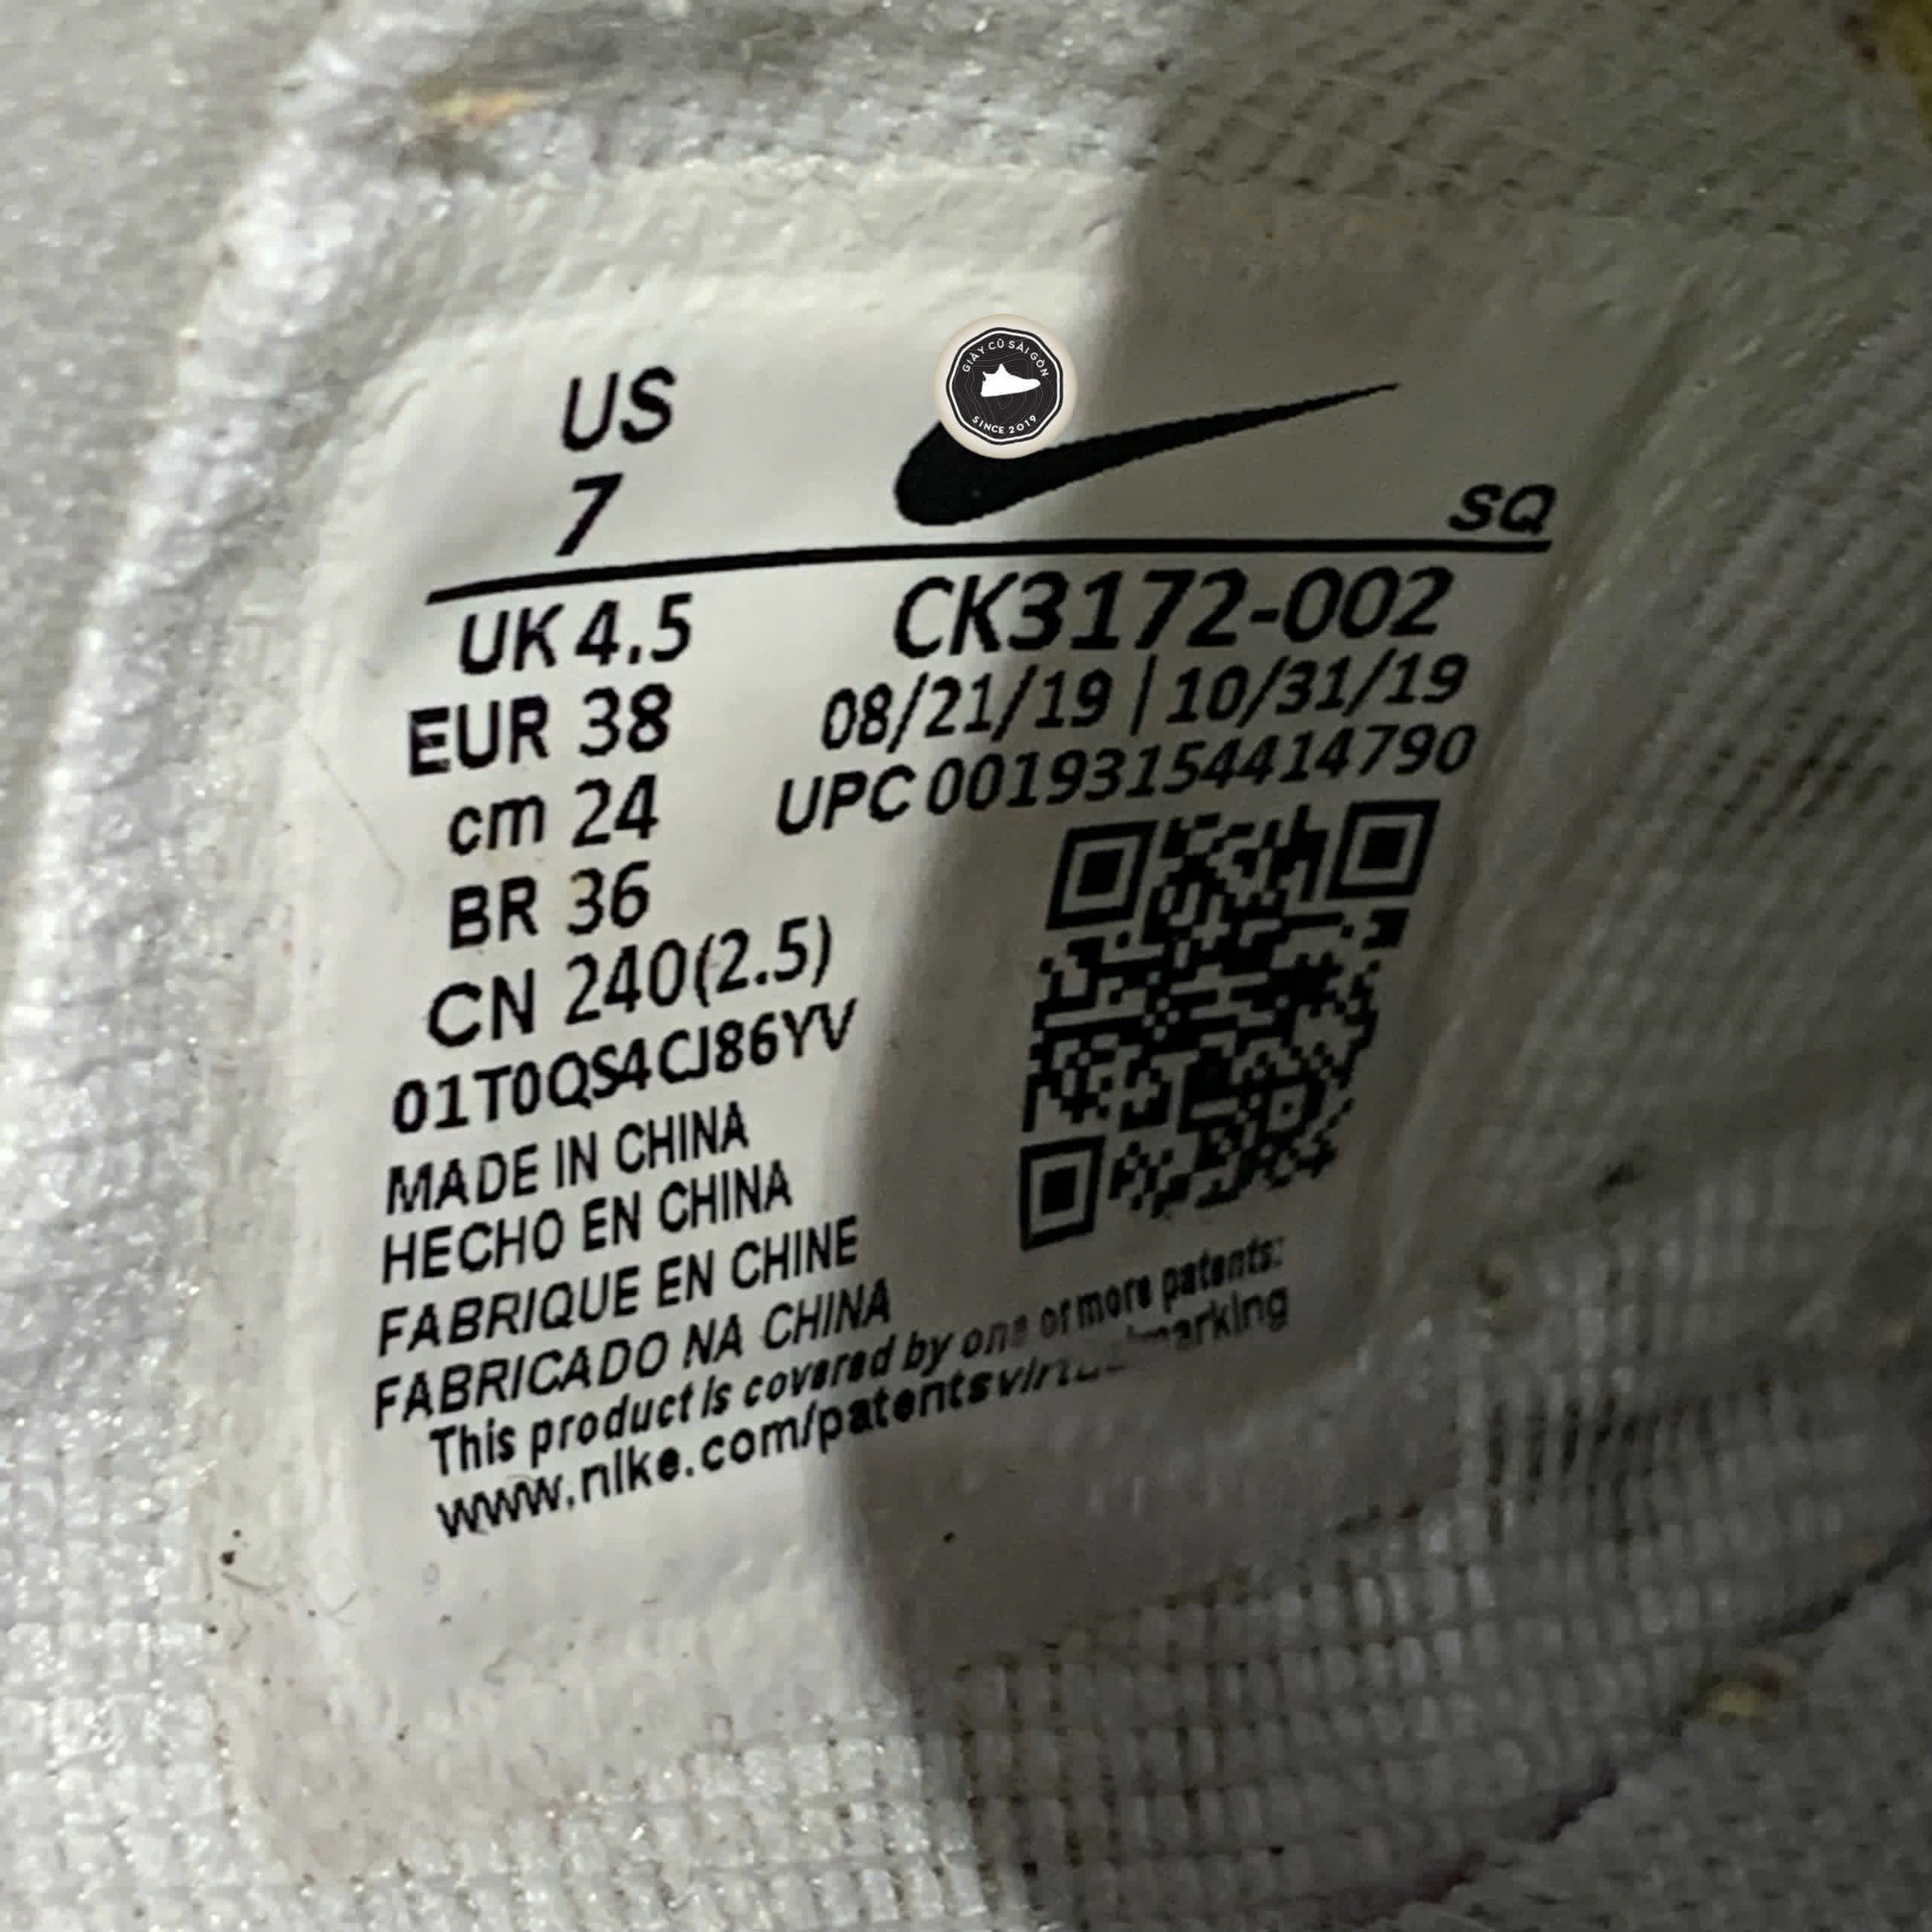 GIÀY CŨ SÀI GÒN
SINCE 2019
US
7
SQ
UK 4.5
CK3172-002
EUR 38
08/21/19 | 10/31/19
cm 24
UPC 00193154414790
BR 36
CN 240(2.5)
01T0QS4CJ86YV
MADE IN CHINA
HECHO EN CHINA
FABRIQUE EN CHINE
FABRICADO NA CHINA
This product is covered by one or more patents:
www.nike.com/patentsvirtualmarking